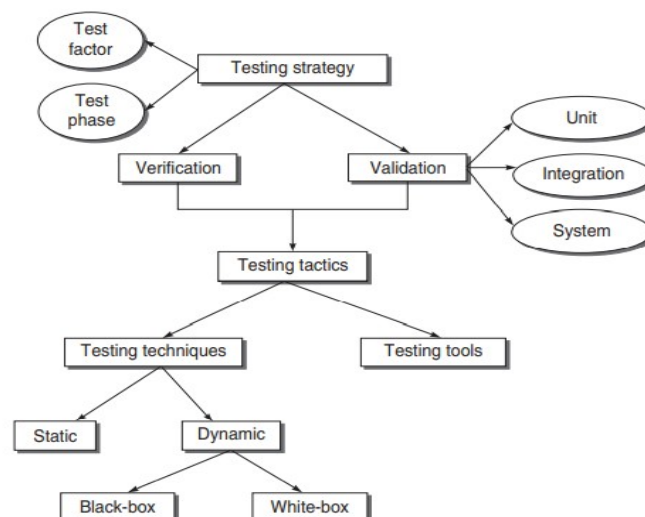 Test
factor
Testing strategy
Test
phase
Unit
Verification
Validation
Integration
System
Testing tactics
Testing techniques
Testing tools
Static
Dynamic
Black-box
White-box